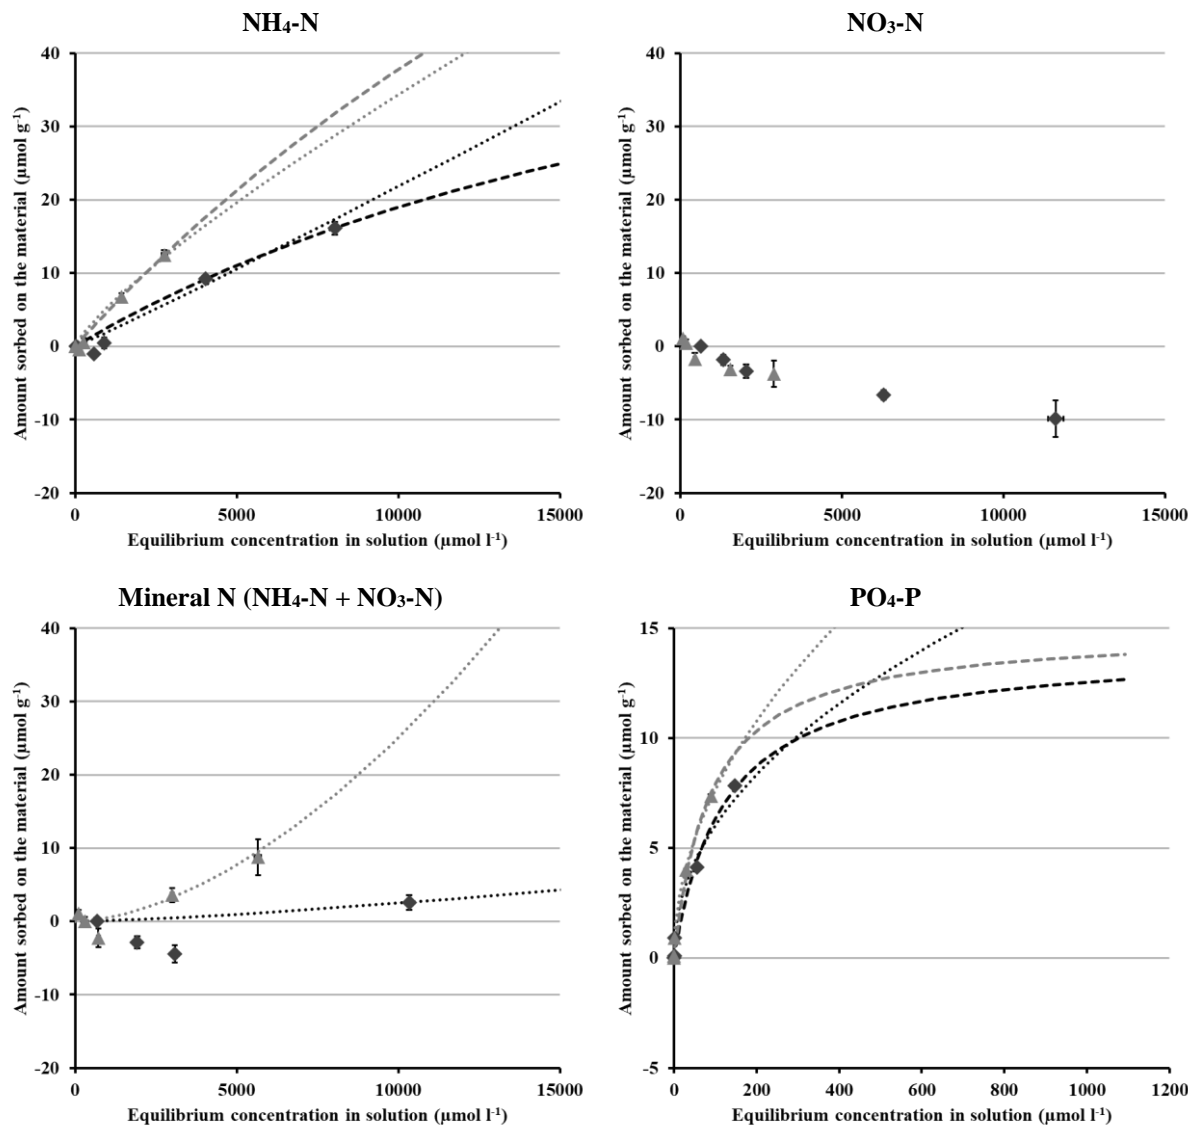 NH₄-N
40
30
20
10
0
-10
-20
0 5000 10000 15000
Amount sorbed on the material (µmol g⁻¹)
Equilibrium concentration in solution (µmol l⁻¹)
NO₃-N
40
30
20
10
0
-10
-20
0 5000 10000 15000
Amount sorbed on the material (µmol g⁻¹)
Equilibrium concentration in solution (µmol l⁻¹)
Mineral N (NH₄-N + NO₃-N)
40
30
20
10
0
-10
-20
0 5000 10000 15000
Amount sorbed on the material (µmol g⁻¹)
Equilibrium concentration in solution (µmol l⁻¹)
PO₄-P
15
10
5
0
-5
0 200 400 600 800 1000 1200
Amount sorbed on the material (µmol g⁻¹)
Equilibrium concentration in solution (µmol l⁻¹)